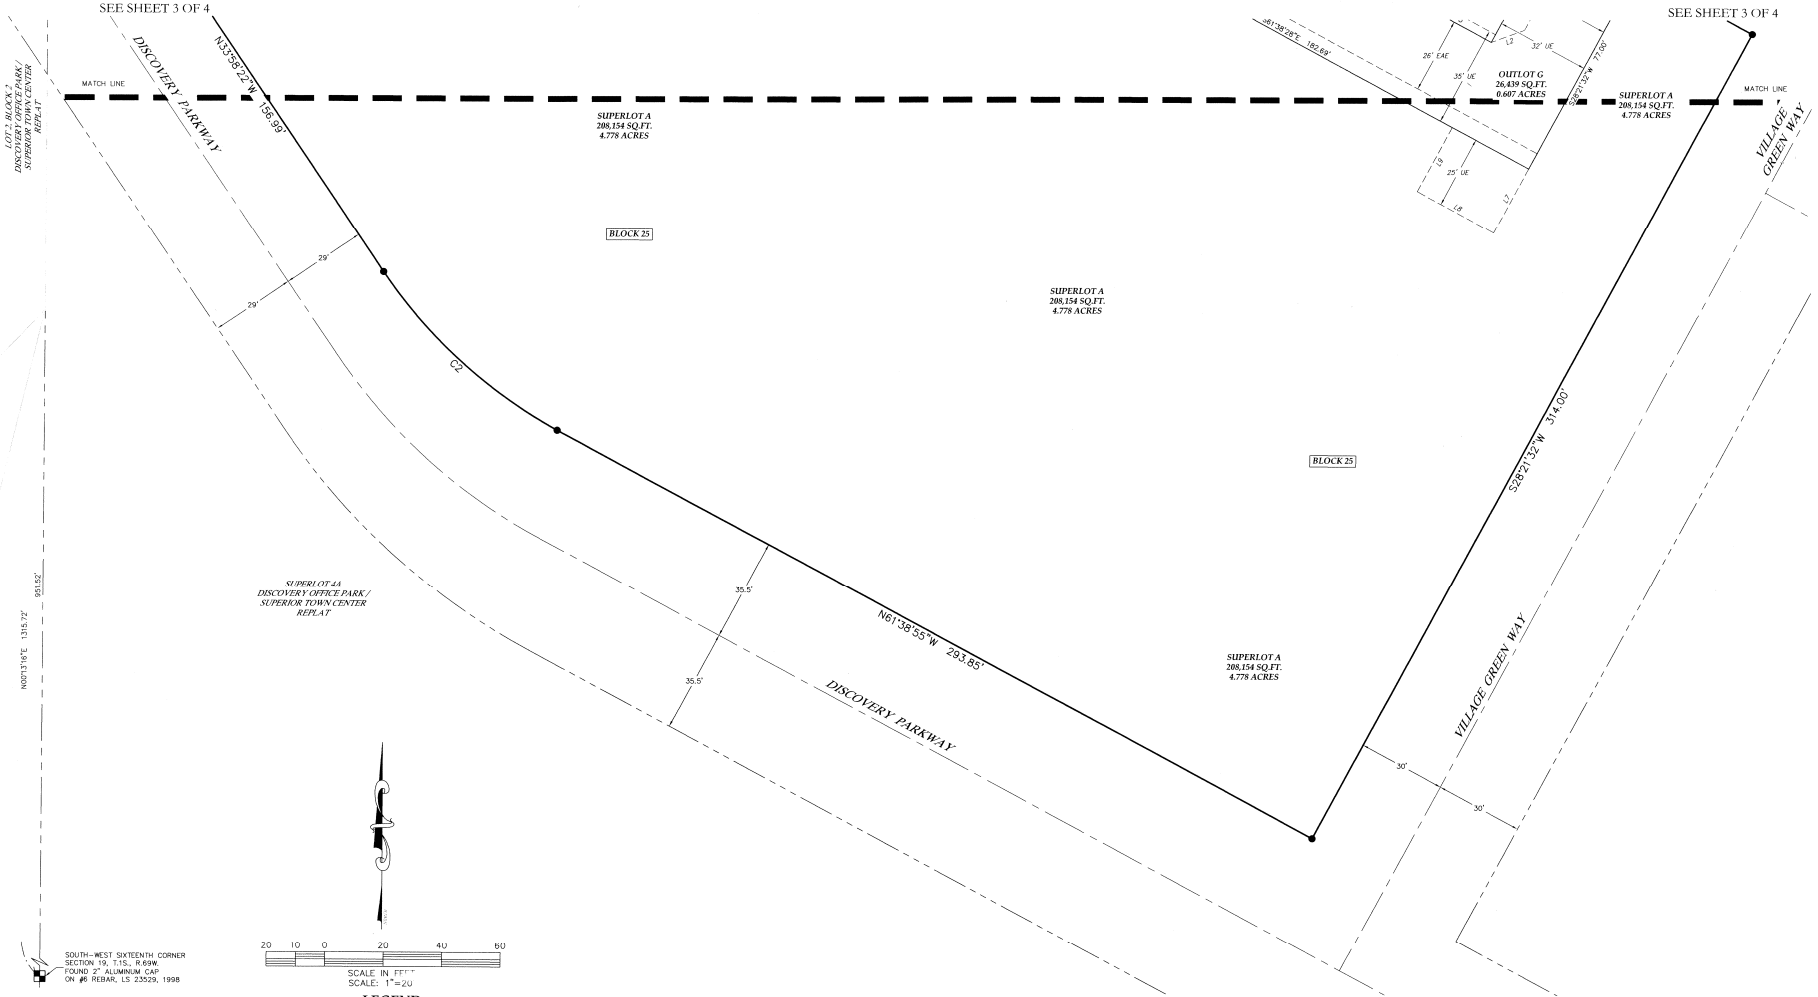 SEE SHEET 3 OF 4
SEE SHEET 3 OF 4
LOT 2, BLOCK 2
DISCOVERY OFFICE PARK /
SUPERIOR TOWN CENTER
REPLAT
MATCH LINE
DISCOVERY PARKWAY
N33°58'22"W 156.99'
SUPERLOT A
208,154 SQ.FT.
4.778 ACRES
S61°38'28"E 182.69'
26' EAE
35' UE
L2
32' UE
S28°21'32"W 77.00'
OUTLOT G
26,439 SQ.FT.
0.607 ACRES
SUPERLOT A
208,154 SQ.FT.
4.778 ACRES
MATCH LINE
VILLAGE
GREEN WAY
L9
25' UE
L8
L7
BLOCK 25
29'
29'
SUPERLOT A
208,154 SQ.FT.
4.778 ACRES
C2
S28°21'32"W 314.00'
BLOCK 25
951.52'
N00°13'16"E 1315.72'
SUPERLOT 4A
DISCOVERY OFFICE PARK /
SUPERIOR TOWN CENTER
REPLAT
35.5'
35.5'
N61°38'55"W 293.85'
SUPERLOT A
208,154 SQ.FT.
4.778 ACRES
DISCOVERY PARKWAY
VILLAGE GREEN WAY
30'
30'
SOUTH-WEST SIXTEENTH CORNER
SECTION 19, T.1S., R.69W.
FOUND 2" ALUMINUM CAP
ON #6 REBAR, LS 23529, 1998
20 10 0 20 40 60
SCALE IN FEET
SCALE: 1"=20
LEGEND